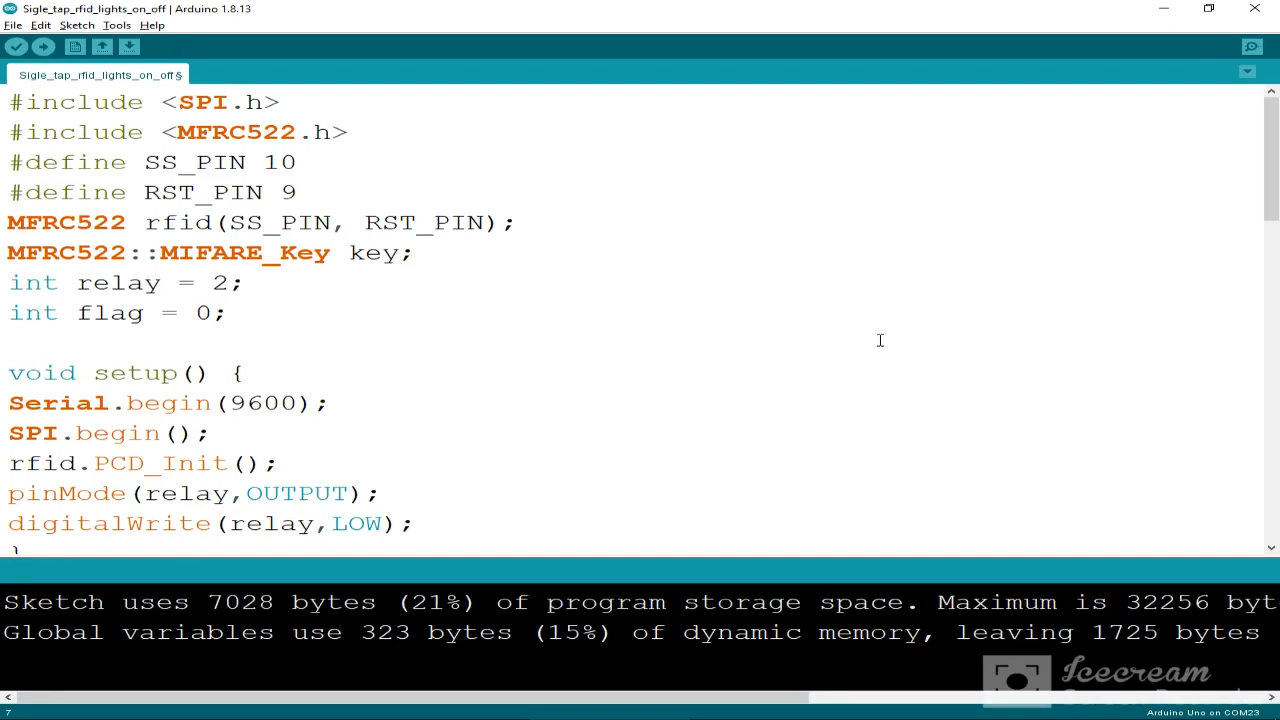 Sigle_tap_rfid_lights_on_off | Arduino 1.8.13
File Edit Sketch Tools Help
Sigle_tap_rfid_lights_on_off §
#include <SPI.h>
#include <MFRC522.h>
#define SS_PIN 10
#define RST_PIN 9
MFRC522 rfid(SS_PIN, RST_PIN);
MFRC522::MIFARE_Key key;
int relay = 2;
int flag = 0;
void setup() {
Serial.begin(9600);
SPI.begin();
rfid.PCD_Init();
pinMode(relay,OUTPUT);
digitalWrite(relay,LOW);
}
Sketch uses 7028 bytes (21%) of program storage space. Maximum is 32256 byt
Global variables use 323 bytes (15%) of dynamic memory, leaving 1725 bytes
Icecream
7
Arduino Uno on COM23